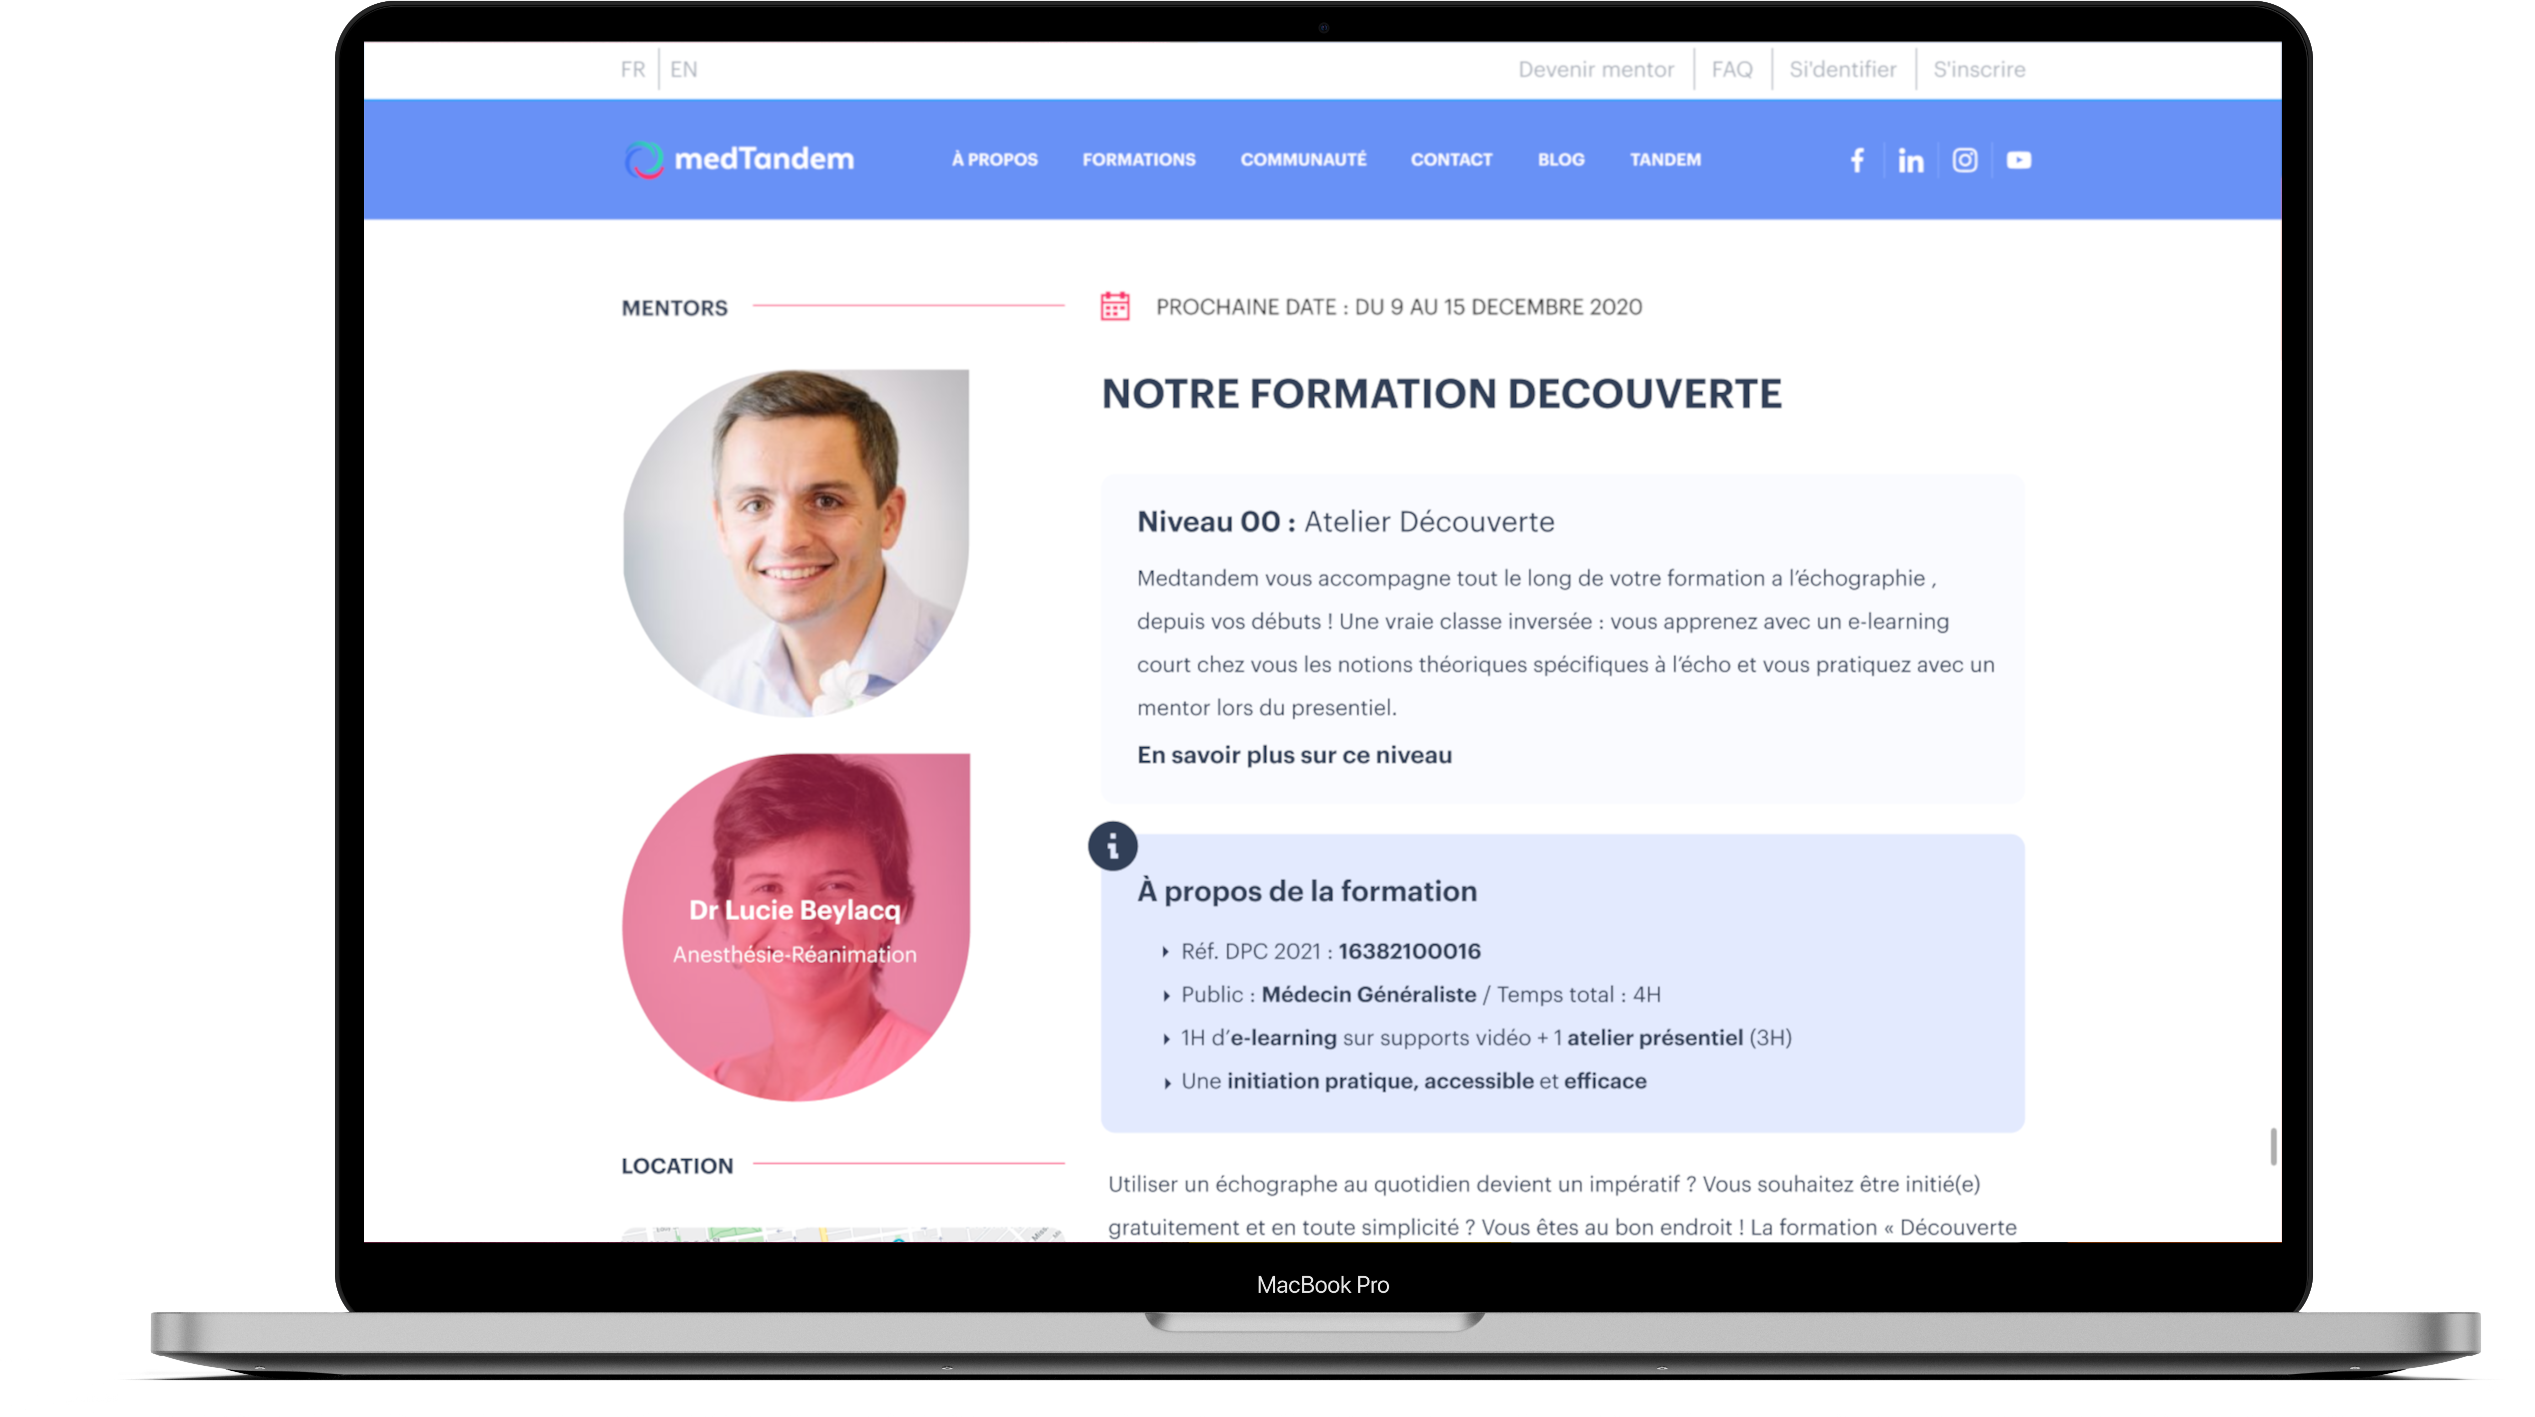 FR EN
Devenir mentor FAQ Si'dentifier S'inscrire
medTandem À PROPOS FORMATIONS COMMUNAUTÉ CONTACT BLOG TANDEM
MENTORS
Dr Lucie Beylacq
Anesthésie-Réanimation
LOCATION
PROCHAINE DATE : DU 9 AU 15 DECEMBRE 2020
NOTRE FORMATION DECOUVERTE
Niveau 00 : Atelier Découverte
Medtandem vous accompagne tout le long de votre formation a l'échographie ,
depuis vos débuts ! Une vraie classe inversée : vous apprenez avec un e-learning
court chez vous les notions théoriques spécifiques à l'écho et vous pratiquez avec un
mentor lors du presentiel.
En savoir plus sur ce niveau
À propos de la formation
Réf. DPC 2021 : 16382100016
Public : Médecin Généraliste / Temps total : 4H
1H d'e-learning sur supports vidéo + 1 atelier présentiel (3H)
Une initiation pratique, accessible et efficace
Utiliser un échographe au quotidien devient un impératif ? Vous souhaitez être initié(e)
gratuitement et en toute simplicité ? Vous êtes au bon endroit ! La formation « Découverte
MacBook Pro